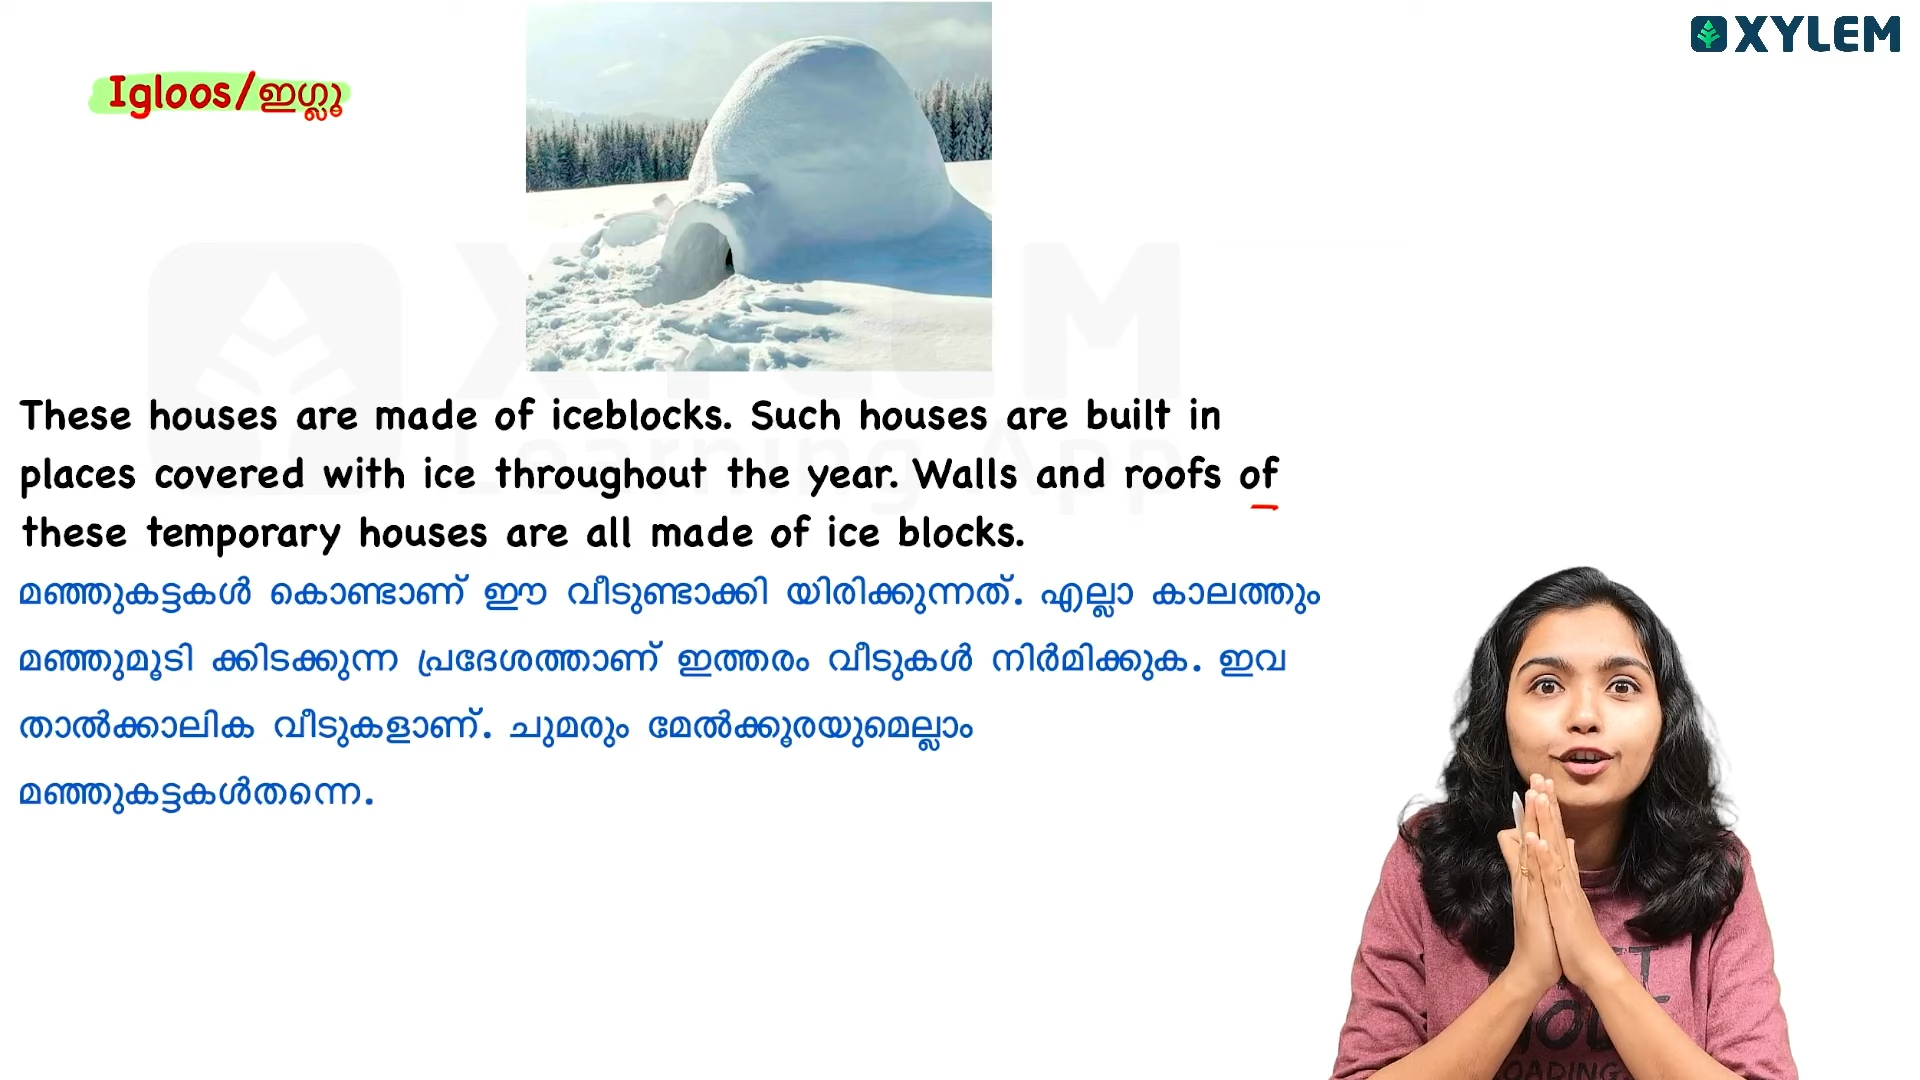 XYLEM
Igloos/ഇഗ്ലൂ
These houses are made of iceblocks. Such houses are built in
places covered with ice throughout the year. Walls and roofs of
these temporary houses are all made of ice blocks.
മഞ്ഞുകട്ടകൾ കൊണ്ടാണ് ഈ വീടുണ്ടാക്കി യിരിക്കുന്നത്. എല്ലാ കാലത്തും
മഞ്ഞുമൂടി ക്കിടക്കുന്ന പ്രദേശത്താണ് ഇത്തരം വീടുകൾ നിർമിക്കുക. ഇവ
താൽക്കാലിക വീടുകളാണ്. ചുമരും മേൽക്കൂരയുമെല്ലാം
മഞ്ഞുകട്ടകൾതന്നെ.
XYLEM
Learning App